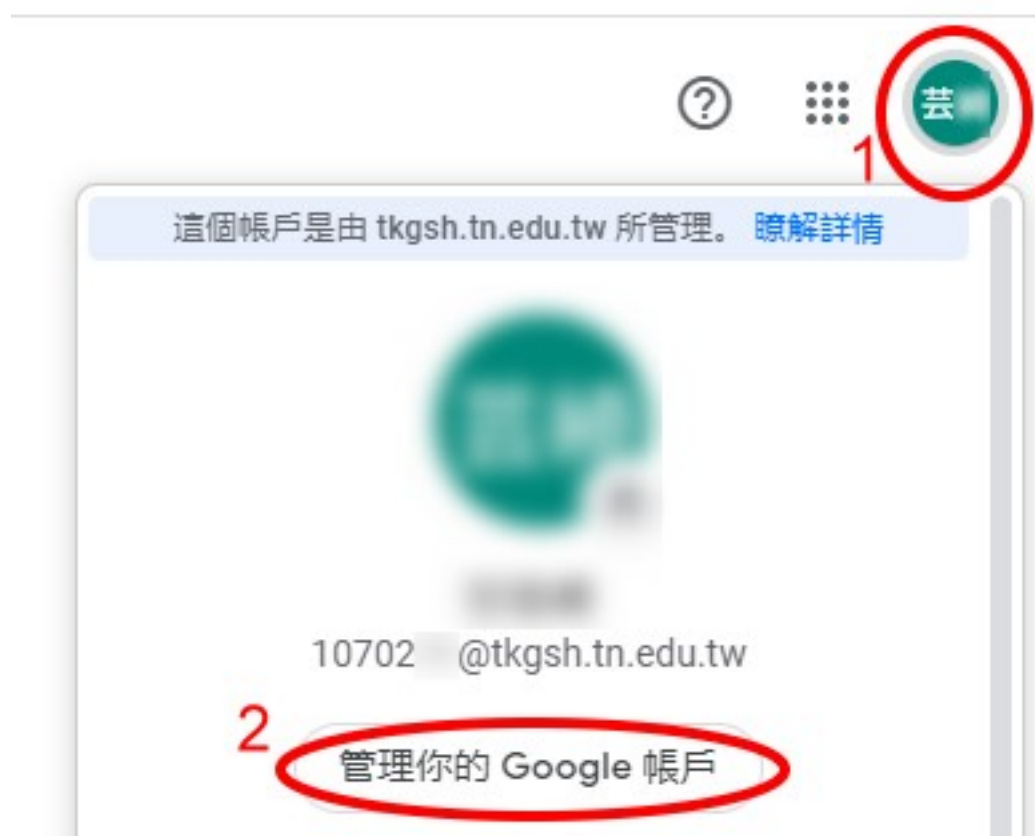 芸
1
這個帳戶是由 tkgsh.tn.edu.tw 所管理。 瞭解詳情
10702 @tkgsh.tn.edu.tw
2
管理你的 Google 帳戶